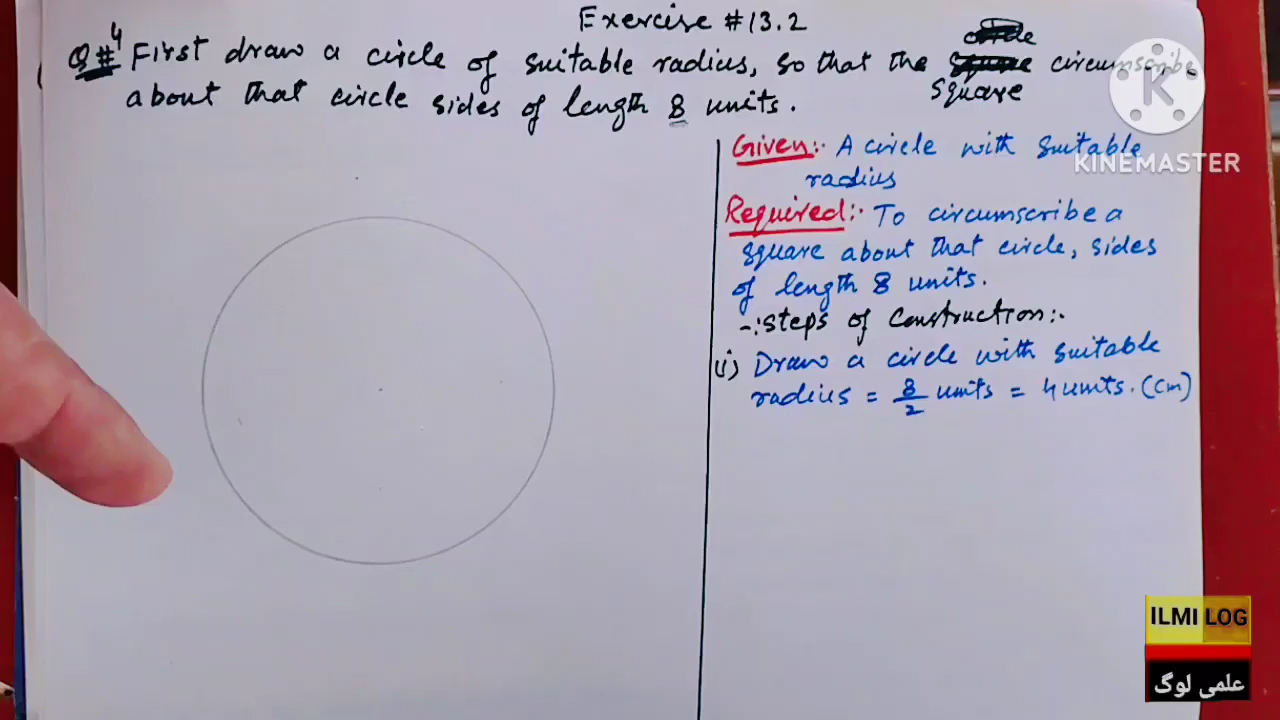 Exercise #13.2
Q#4 First draw a circle of suitable radius, so that the circle circumscribe
Square
about that circle sides of length 8 units.
Given:- A circle with suitable
radius
Required:- To circumscribe a
square about that circle, sides
of length 8 units.
-:steps of Construction:-
(i) Draw a circle with suitable
radius = 8/2 units = 4 units. (cm)
KINEMASTER
ILMI LOG
علمی لوگ